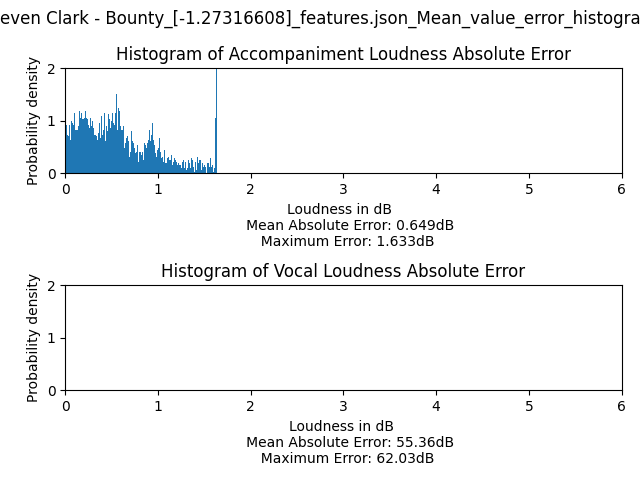 even Clark - Bounty_[-1.27316608]_features.json_Mean_value_error_histogra
Histogram of Accompaniment Loudness Absolute Error
Probability density
2
1
0
0 1 2 3 4 5 6
Loudness in dB
Mean Absolute Error: 0.649dB
Maximum Error: 1.633dB
Histogram of Vocal Loudness Absolute Error
Probability density
2
1
0
0 1 2 3 4 5 6
Loudness in dB
Mean Absolute Error: 55.36dB
Maximum Error: 62.03dB